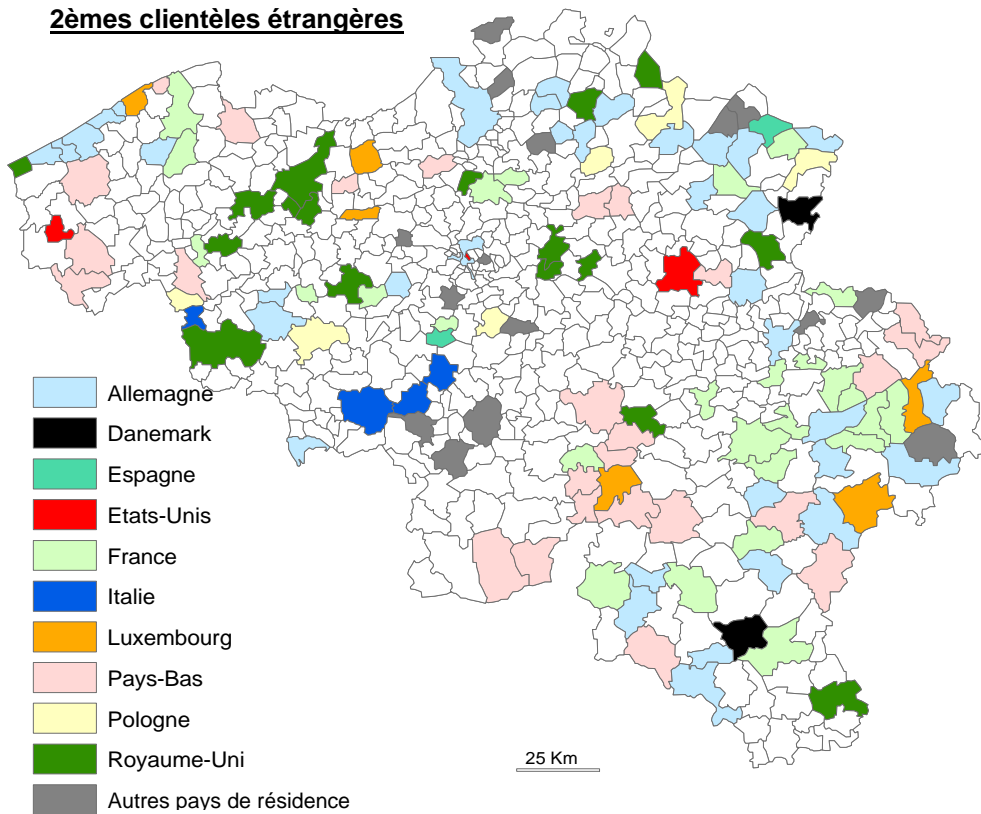 2èmes clientèles étrangères
Allemagne
Danemark
Espagne
Etats-Unis
France
Italie
Luxembourg
Pays-Bas
Pologne
Royaume-Uni
25 Km
Autres pays de résidence